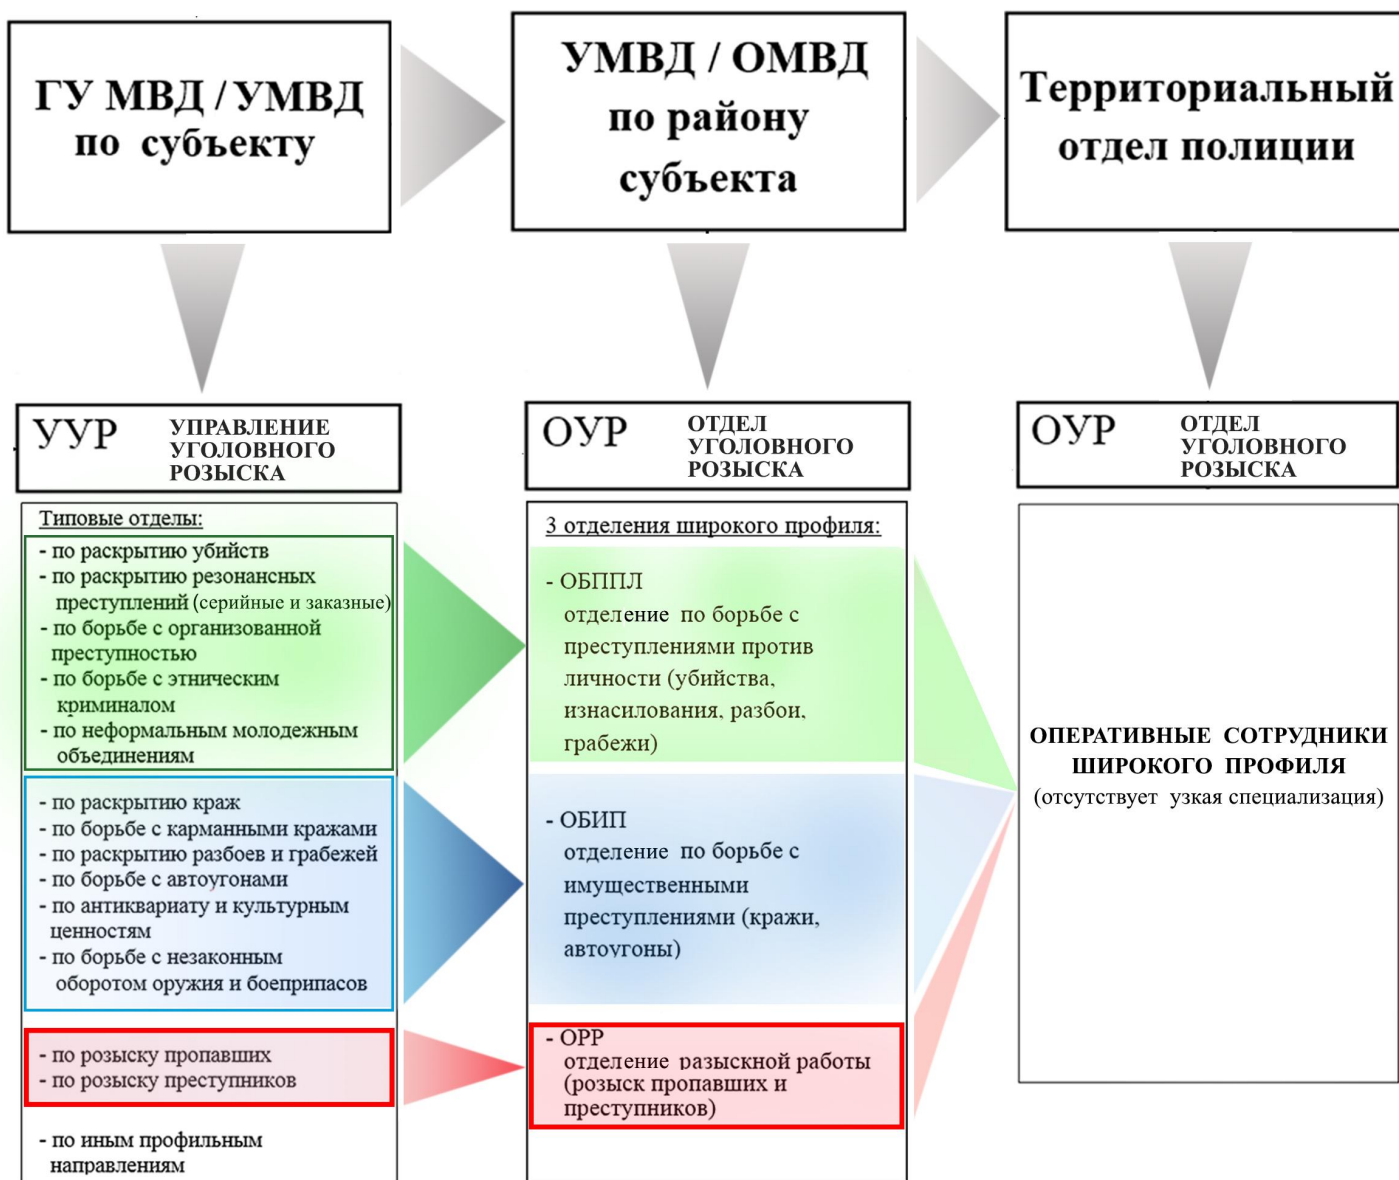 ГУ МВД / УМВД
по субъекту
УМВД / ОМВД
по району
субъекта
Территориальный
отдел полиции
УУР
УПРАВЛЕНИЕ
УГОЛОВНОГО
РОЗЫСКА
ОУР
ОТДЕЛ
УГОЛОВНОГО
РОЗЫСКА
ОУР
ОТДЕЛ
УГОЛОВНОГО
РОЗЫСКА
Типовые отделы:
- по раскрытию убийств
- по раскрытию резонансных
преступлений (серийные и заказные)
- по борьбе с организованной
преступностью
- по борьбе с этническим
криминалом
- по неформальным молодежным
объединениям
- по раскрытию краж
- по борьбе с карманными кражами
- по раскрытию разбоев и грабежей
- по борьбе с автоугонами
- по антиквариату и культурным
ценностям
- по борьбе с незаконным
оборотом оружия и боеприпасов
- по розыску пропавших
- по розыску преступников
- по иным профильным
направлениям
3 отделения широкого профиля:
- ОБППЛ
отделение по борьбе с
преступлениями против
личности (убийства,
изнасилования, разбои,
грабежи)
- ОБИП
отделение по борьбе с
имущественными
преступлениями (кражи,
автоугоны)
- ОРР
отделение разыскной работы
(розыск пропавших и
преступников)
ОПЕРАТИВНЫЕ СОТРУДНИКИ
ШИРОКОГО ПРОФИЛЯ
(отсутствует узкая специализация)